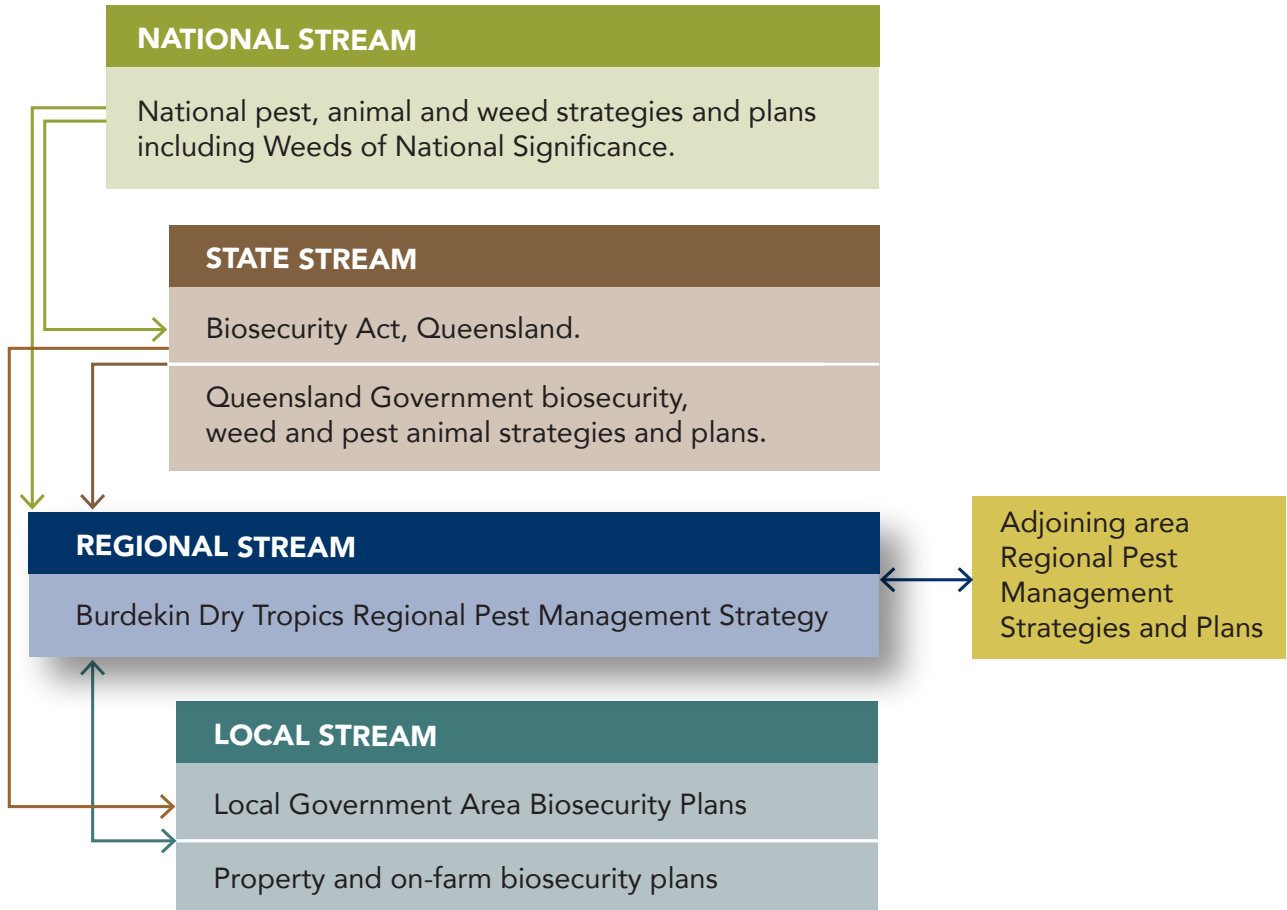 NATIONAL STREAM
National pest, animal and weed strategies and plans
including Weeds of National Significance.
STATE STREAM
Biosecurity Act, Queensland.
Queensland Government biosecurity,
weed and pest animal strategies and plans.
REGIONAL STREAM
Burdekin Dry Tropics Regional Pest Management Strategy
Adjoining area
Regional Pest
Management
Strategies and Plans
LOCAL STREAM
Local Government Area Biosecurity Plans
Property and on-farm biosecurity plans